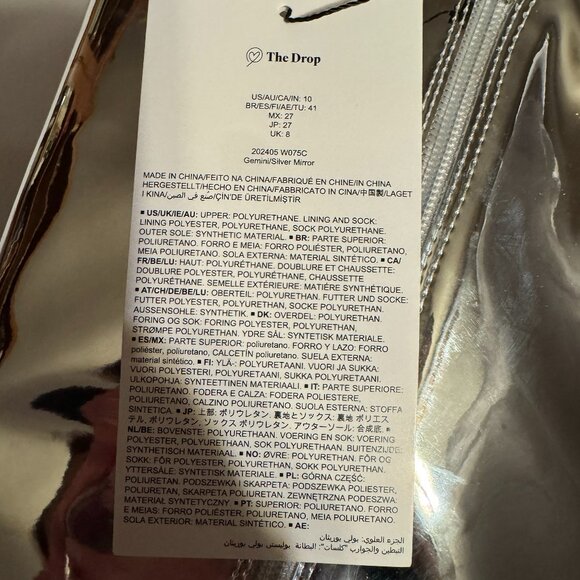 The Drop
US/AU/CA/IN: 10
BR/ES/FI/AE/TU: 41
MX: 27
JP: 27
UK: 8
202405 W075C
Gemini/Silver Mirror
MADE IN CHINA/FEITO NA CHINA/FABRIQUÉ EN CHINE/IN CHINA
HERGESTELLT/HECHO EN CHINA/FABBRICATO IN CINA/中国製/LAGET
I KINA/صنع في الصين/ÇİN'DE ÜRETİLMİŞTİR
■ US/UK/IE/AU: UPPER: POLYURETHANE. LINING AND SOCK:
LINING POLYESTER, POLYURETHANE, SOCK POLYURETHANE.
OUTER SOLE: SYNTHETIC MATERIAL. ■ BR: PARTE SUPERIOR:
POLIURETANO. FORRO E MEIA: FORRO POLIÉSTER, POLIURETANO,
MEIA POLIURETANO. SOLA EXTERNA: MATERIAL SINTÉTICO. ■ CA/
FR/BE/LU: HAUT: POLYURÉTHANE. DOUBLURE ET CHAUSSETTE:
DOUBLURE POLYESTER, POLYURÉTHANE, CHAUSSETTE
POLYURÉTHANE. SEMELLE EXTÉRIEURE: MATIÈRE SYNTHÉTIQUE.
■ AT/CH/DE/BE/LU: OBERTEIL: POLYURETHAN. FUTTER UND SOCKE:
FUTTER POLYESTER, POLYURETHAN, SOCKE POLYURETHAN.
AUSSENSOHLE: SYNTHETIK. ■ DK: OVERDEL: POLYURETHAN.
FORING OG SOK: FORING POLYESTER, POLYURETHAN,
STRØMPE POLYURETHAN. YDRE SÅL: SYNTETISK MATERIALE.
■ ES/MX: PARTE SUPERIOR: poliuretano. FORRO Y LAZO: FORRO
poliéster, poliuretano, CALCETÍN poliuretano. SUELA EXTERNA:
material sintético. ■ FI: YLÄ-: POLYURETAANI. VUORI JA SUKKA:
VUORI POLYESTERI, POLYURETAANI, SUKKA POLYURETAANI.
ULKOPOHJA: SYNTEETTINEN MATERIAALI. ■ IT: PARTE SUPERIORE:
POLIURETANO. FODERA E CALZA: FODERA POLIESTERE,
POLIURETANO, CALZINO POLIURETANO. SUOLA ESTERNA: STOFFA
SINTETICA. ■ JP: 上部: ポリウレタン. 裏地とソックス: 裏地 ポリエス
テル, ポリウレタン, ソックス ポリウレタン. アウターソール: 合成底. ■
NL/BE: BOVENSTE: POLYURETHAAN. VOERING EN SOK: VOERING
POLYESTER, POLYURETHAAN, SOK POLYURETHAAN. BUITENZIJDE:
SYNTHETISCH MATERIAAL. ■ NO: ØVRE: POLYURETHAN. FÔR OG
SOKK: FÔR POLYESTER, POLYURETHAN, SOKK POLYURETHAN.
YTTERSÅLE: SYNTETISK MATERIALE. ■ PL: GÓRNA CZĘŚĆ:
POLIURETAN. PODSZEWKA I SKARPETA: PODSZEWKA POLIESTER,
POLIURETAN, SKARPETA POLIURETAN. ZEWNĘTRZNA PODESZWA:
MATERIAŁ SYNTETYCZNY. ■ PT: SUPERIOR: POLIURETANO. FORRO
E MEIAS: FORRO POLIÉSTER, POLIURETANO, MEIA POLIURETANO.
SOLA EXTERIOR: MATERIAL SINTÉTICO. ■ AE:
الجزء العلوي: بولي يوريثان
التبطين والجوارب "كلسات": البطانة بوليستر, بولي يوريثان